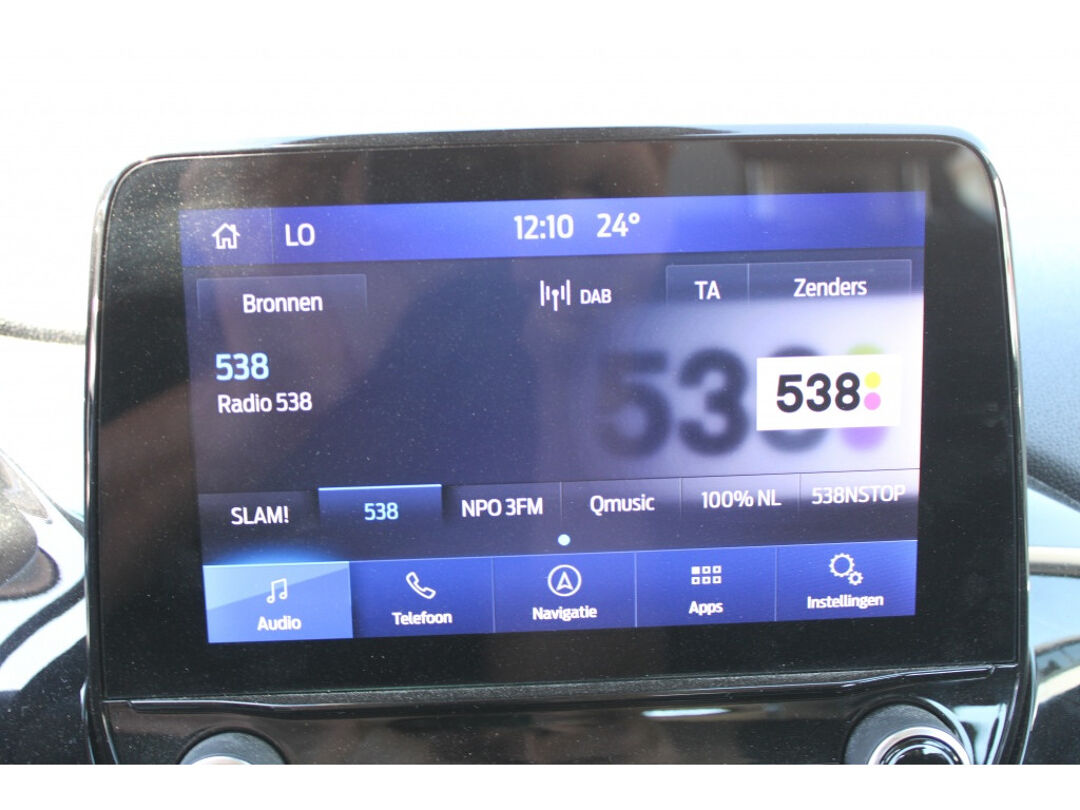 LO 12:10 24°
Bronnen DAB TA Zenders
538
Radio 538
538
538
SLAM! 538 NPO 3FM Qmusic 100% NL 538NSTOP
Audio Telefoon Navigatie Apps Instellingen